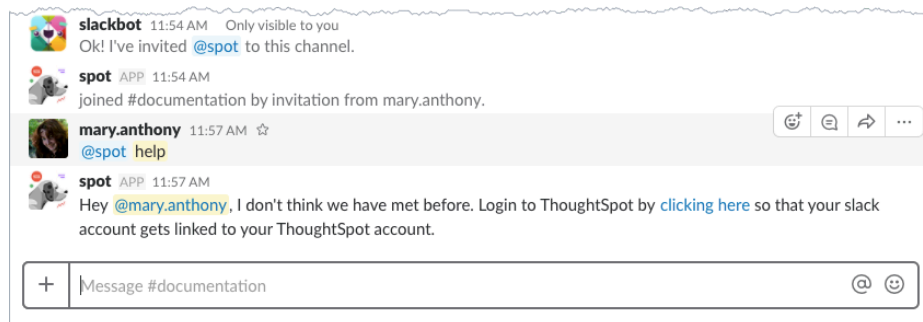 slackbot 11:54 AM Only visible to you
Ok! I've invited @spot to this channel.
spot APP 11:54 AM
joined #documentation by invitation from mary.anthony.
mary.anthony 11:57 AM
@spot help
spot APP 11:57 AM
Hey @mary.anthony, I don't think we have met before. Login to ThoughtSpot by clicking here so that your slack
account gets linked to your ThoughtSpot account.
Message #documentation